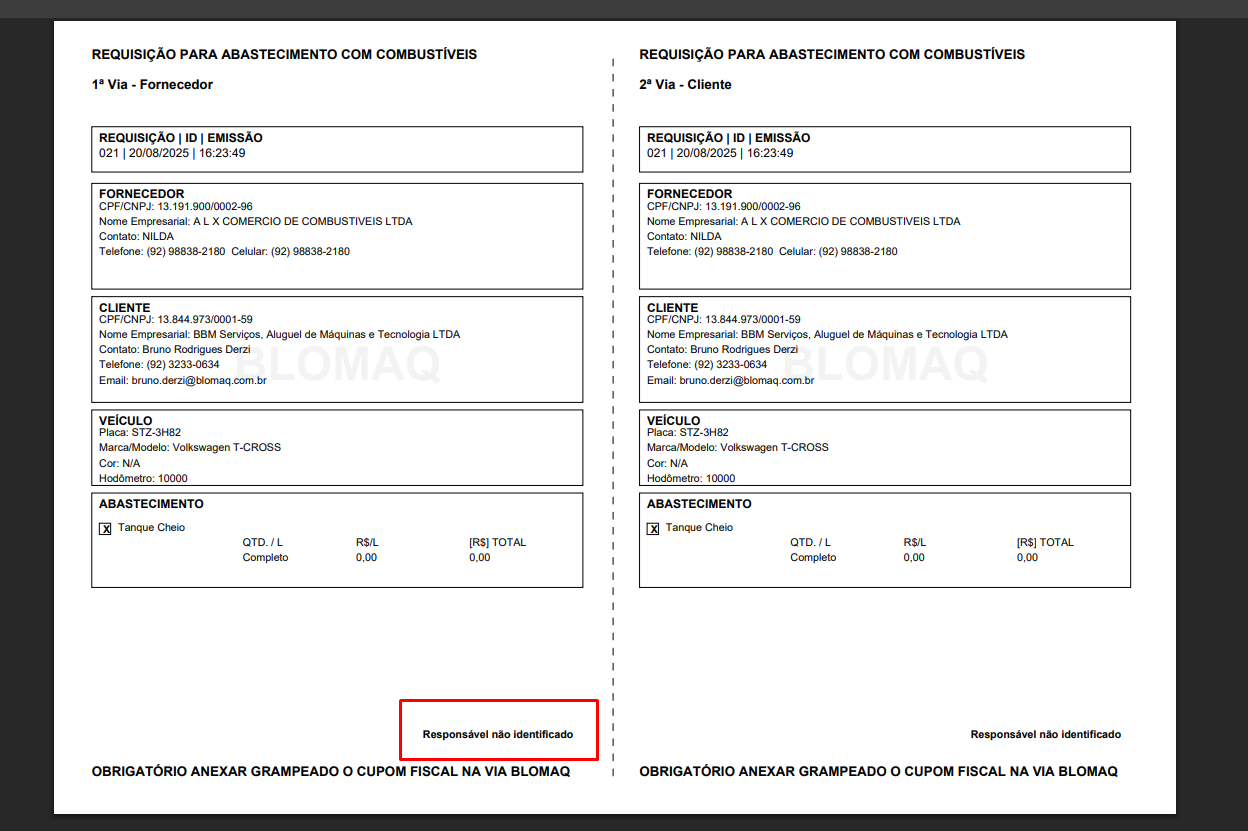 REQUISIÇÃO PARA ABASTECIMENTO COM COMBUSTÍVEIS
1ª Via - Fornecedor
REQUISIÇÃO | ID | EMISSÃO
021 | 20/08/2025 | 16:23:49
FORNECEDOR
CPF/CNPJ: 13.191.900/0002-96
Nome Empresarial: A L X COMERCIO DE COMBUSTIVEIS LTDA
Contato: NILDA
Telefone: (92) 98838-2180 Celular: (92) 98838-2180
CLIENTE
CPF/CNPJ: 13.844.973/0001-59
Nome Empresarial: BBM Serviços, Aluguel de Máquinas e Tecnologia LTDA
Contato: Bruno Rodrigues Derzi
Telefone: (92) 3233-0634
Email: bruno.derzi@blomaq.com.br
BLOMAQ
VEÍCULO
Placa: STZ-3H82
Marca/Modelo: Volkswagen T-CROSS
Cor: N/A
Hodômetro: 10000
ABASTECIMENTO
X Tanque Cheio
QTD. / L R$/L [R$] TOTAL
Completo 0,00 0,00
Responsável não identificado
OBRIGATÓRIO ANEXAR GRAMPEADO O CUPOM FISCAL NA VIA BLOMAQ
REQUISIÇÃO PARA ABASTECIMENTO COM COMBUSTÍVEIS
2ª Via - Cliente
REQUISIÇÃO | ID | EMISSÃO
021 | 20/08/2025 | 16:23:49
FORNECEDOR
CPF/CNPJ: 13.191.900/0002-96
Nome Empresarial: A L X COMERCIO DE COMBUSTIVEIS LTDA
Contato: NILDA
Telefone: (92) 98838-2180 Celular: (92) 98838-2180
CLIENTE
CPF/CNPJ: 13.844.973/0001-59
Nome Empresarial: BBM Serviços, Aluguel de Máquinas e Tecnologia LTDA
Contato: Bruno Rodrigues Derzi
Telefone: (92) 3233-0634
Email: bruno.derzi@blomaq.com.br
BLOMAQ
VEÍCULO
Placa: STZ-3H82
Marca/Modelo: Volkswagen T-CROSS
Cor: N/A
Hodômetro: 10000
ABASTECIMENTO
X Tanque Cheio
QTD. / L R$/L [R$] TOTAL
Completo 0,00 0,00
Responsável não identificado
OBRIGATÓRIO ANEXAR GRAMPEADO O CUPOM FISCAL NA VIA BLOMAQ